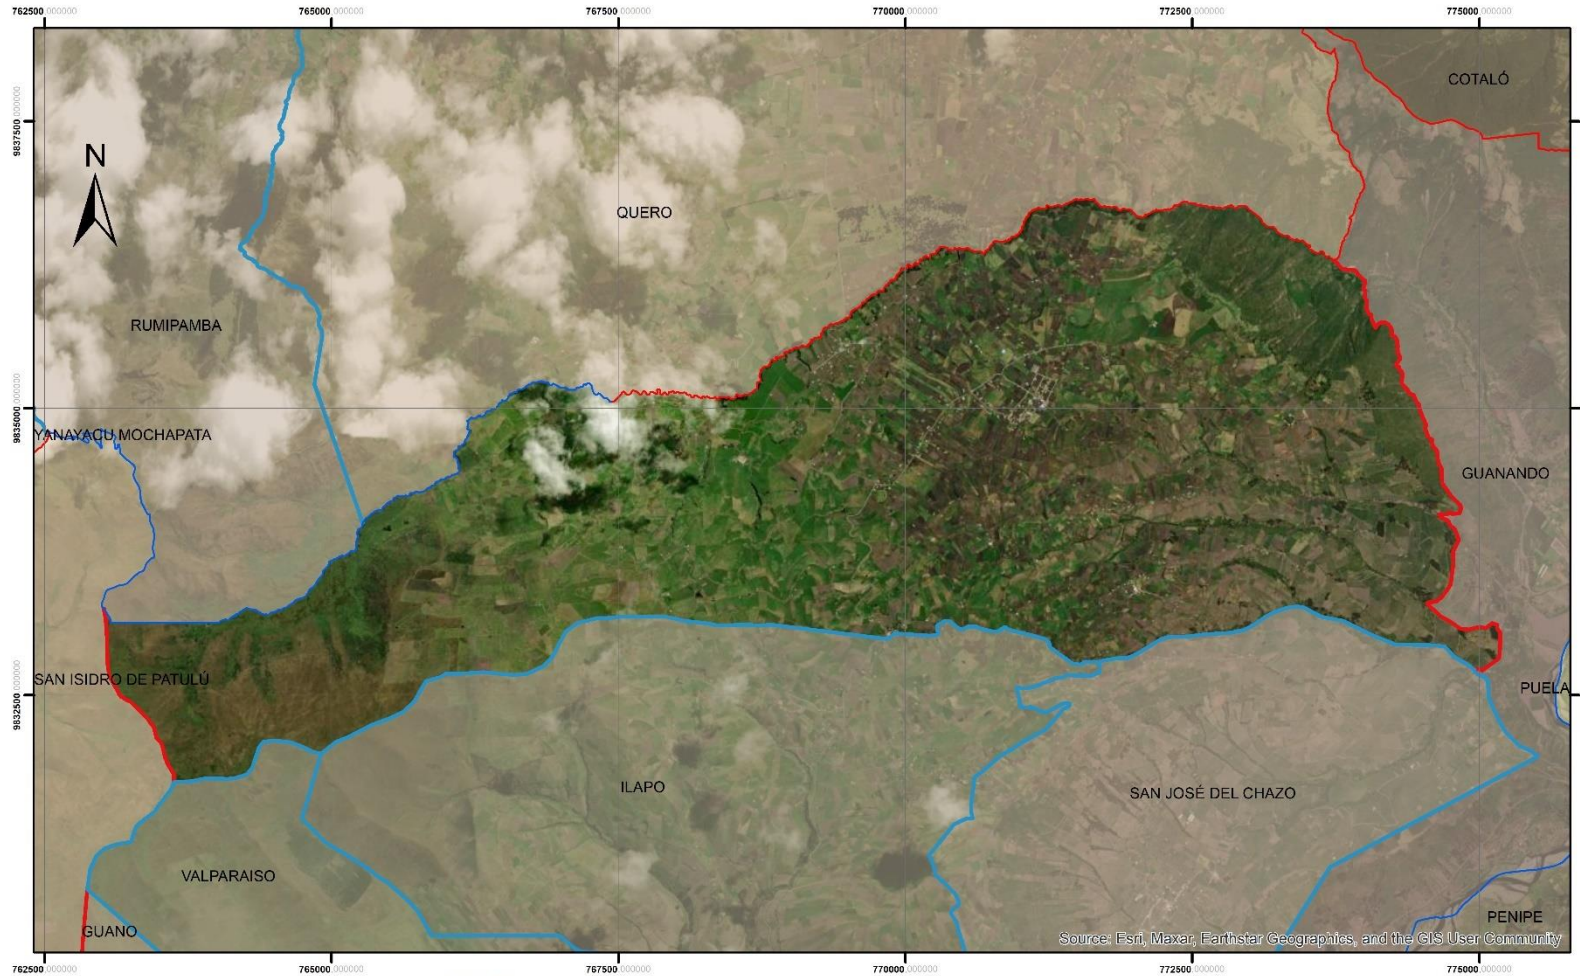 762500.000000 765000.000000 767500.000000 770000.000000 772500.000000 775000.000000
COTALÓ
9837500.000000
N
QUERO
RUMIPAMBA
9835000.000000
YANAYACU MOCHAPATA
GUANANDO
SAN ISIDRO DE PATULÚ
PUELA
9832500.000000
ILAPO
SAN JOSÉ DEL CHAZO
VALPARAISO
PENIPE
GUANO
Source: Esri, Maxar, Earthstar Geographics, and the GIS User Community
762500.000000 765000.000000 767500.000000 770000.000000 772500.000000 775000.000000